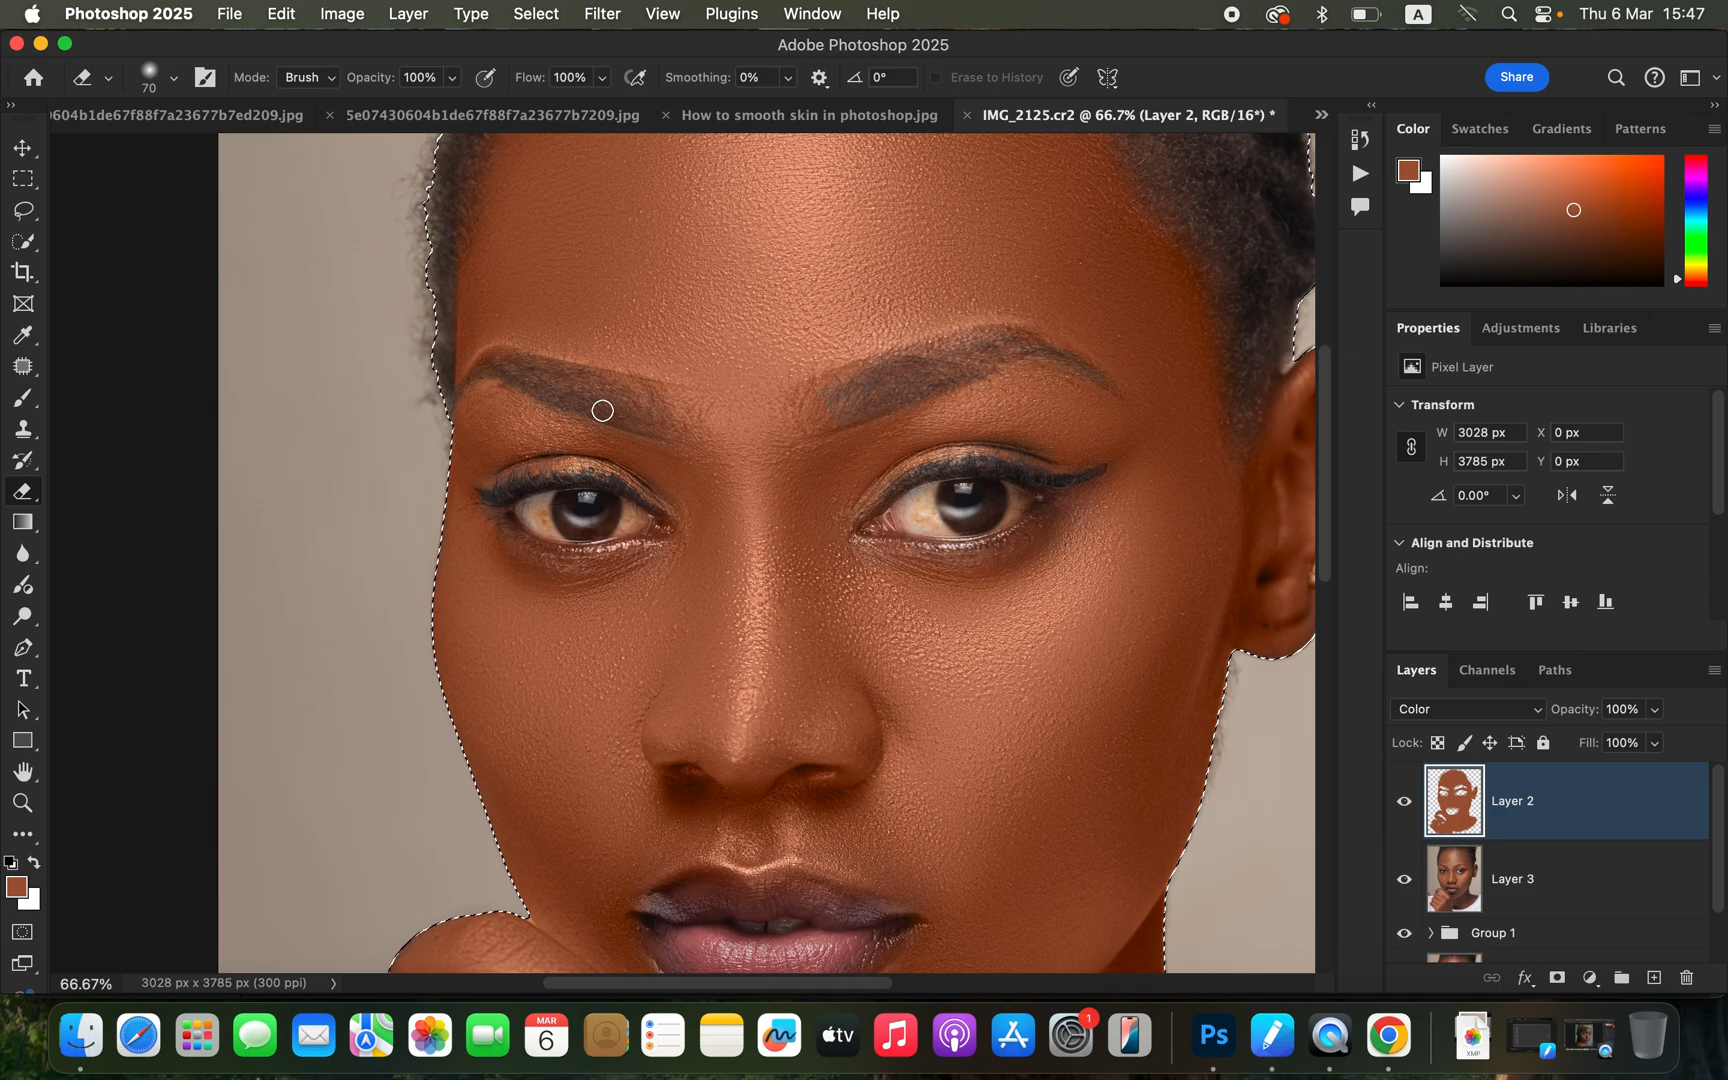 Photoshop 2025 File Edit Image Layer Type Select Filter View Plugins Window Help A Thu 6 Mar 15:47
Adobe Photoshop 2025
70 Mode: Brush Opacity: 100% Flow: 100% Smoothing: 0% 0° Erase to History Share
604b1de67f88f7a23677b7ed209.jpg × 5e07430604b1de67f88f7a23677b7209.jpg × How to smooth skin in photoshop.jpg × IMG_2125.cr2 @ 66.7% (Layer 2, RGB/16*) *
Color Swatches Gradients Patterns
Properties Adjustments Libraries
Pixel Layer
Transform
W 3028 px X 0 px
H 3785 px Y 0 px
0.00°
Align and Distribute
Align:
Layers Channels Paths
Color Opacity: 100%
Lock: Fill: 100%
Layer 2
Layer 3
Group 1
fx
66.67% 3028 px x 3785 px (300 ppi)
MAR
6
tv
1
Ps
XMP